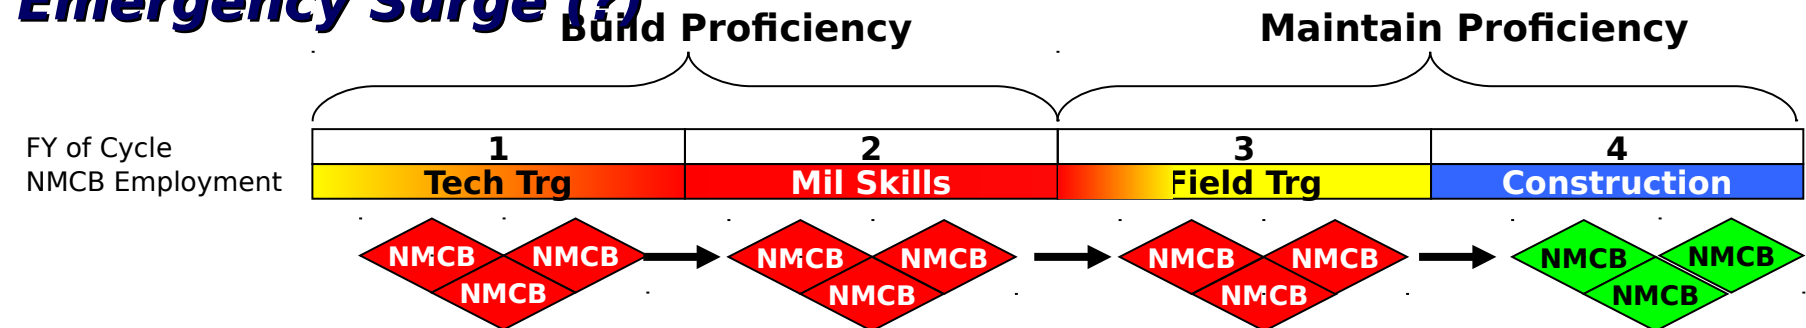 Emergency Surge (?)
Build Proficiency
Maintain Proficiency
FY of Cycle 1 2 3 4
NMCB Employment Tech Trg Mil Skills Field Trg Construction
NMCB NMCB NMCB NMCB NMCB NMCB NMCB NMCB
NMCB NMCB NMCB NMCB